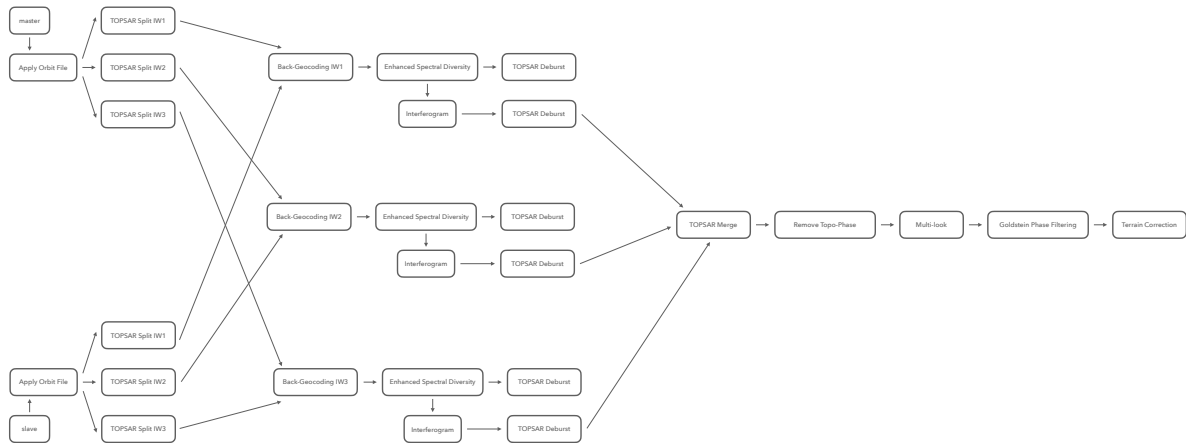 master
Apply Orbit File
TOPSAR Split IW1
TOPSAR Split IW2
TOPSAR Split IW3
Back-Geocoding IW1
Enhanced Spectral Diversity
TOPSAR Deburst
Interferogram
TOPSAR Deburst
Back-Geocoding IW2
Enhanced Spectral Diversity
TOPSAR Deburst
Interferogram
TOPSAR Deburst
TOPSAR Merge
Remove Topo-Phase
Multi-look
Goldstein Phase Filtering
Terrain Correction
TOPSAR Split IW1
Apply Orbit File
TOPSAR Split IW2
slave
TOPSAR Split IW3
Back-Geocoding IW3
Enhanced Spectral Diversity
TOPSAR Deburst
Interferogram
TOPSAR Deburst